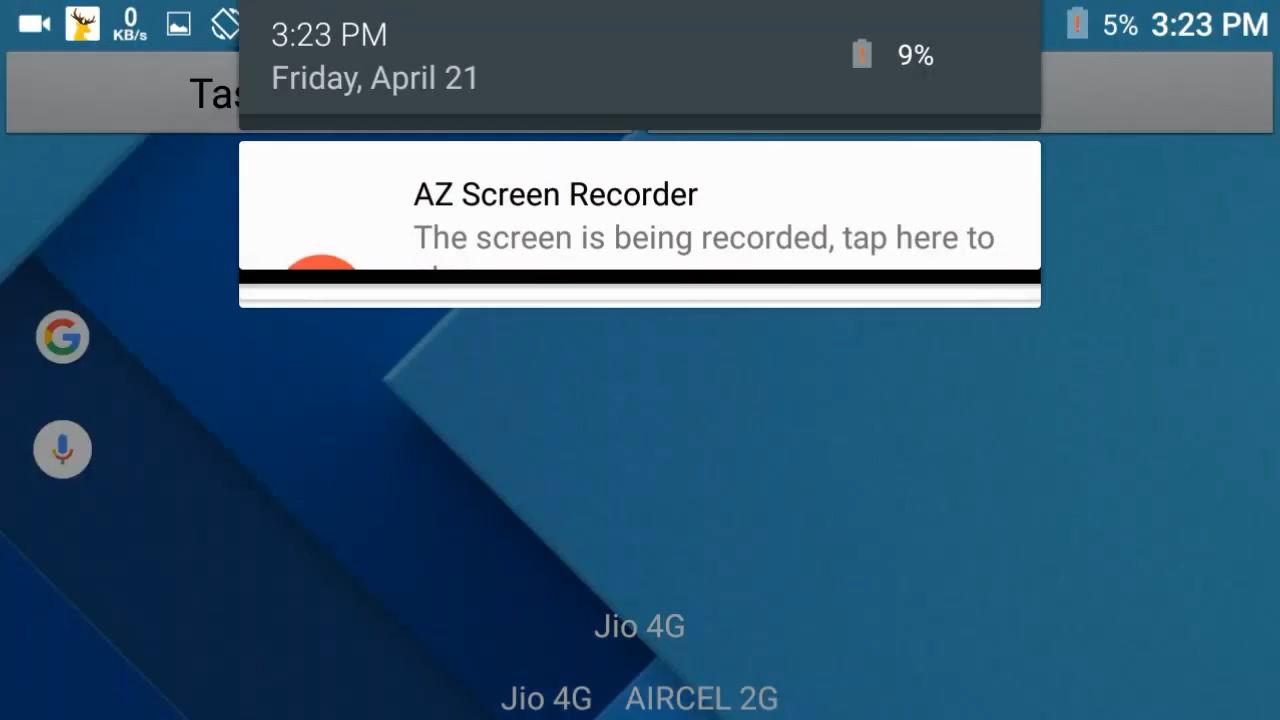 0
KB/s
5% 3:23 PM
3:23 PM
9%
Friday, April 21
AZ Screen Recorder
The screen is being recorded, tap here to
Jio 4G
Jio 4G AIRCEL 2G